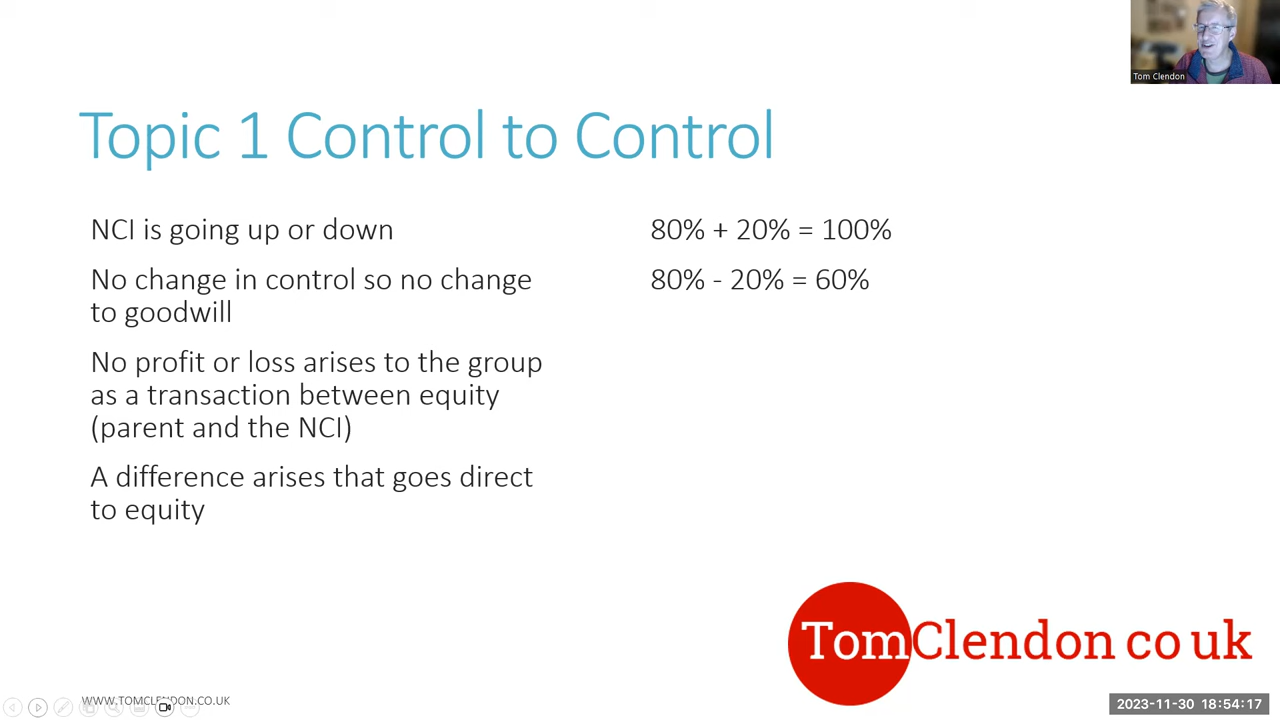 Tom Clendon
Topic 1 Control to Control
NCI is going up or down
No change in control so no change
to goodwill
No profit or loss arises to the group
as a transaction between equity
(parent and the NCI)
A difference arises that goes direct
to equity
80% + 20% = 100%
80% - 20% = 60%
TomClendon co uk
WWW.TOMCLENDON.CO.UK
2023-11-30 18:54:17